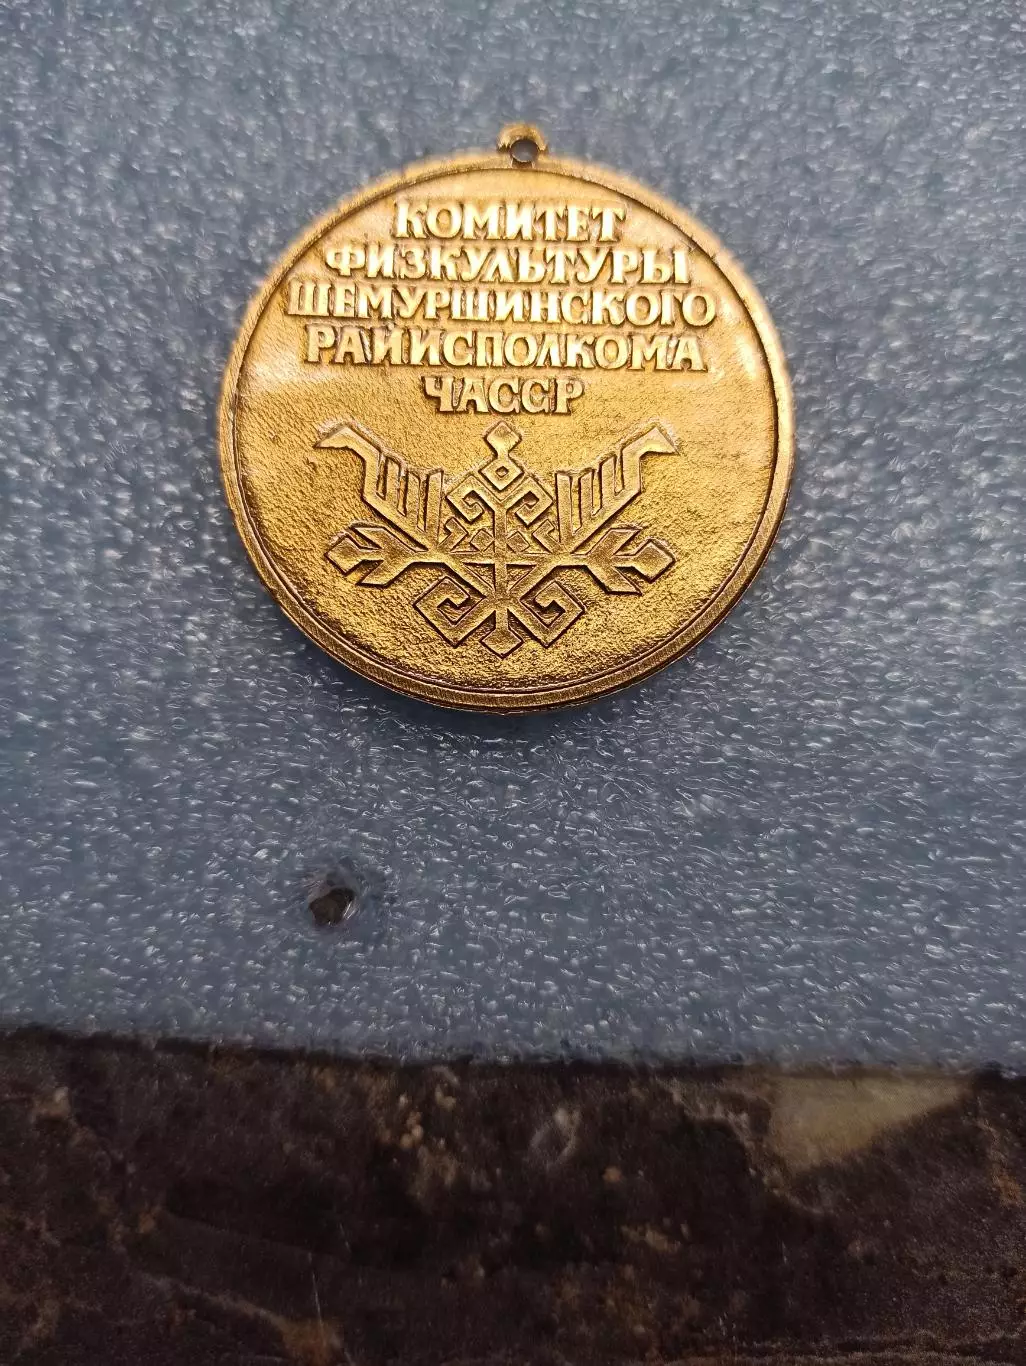 КОМИТЕТ
ФИЗКУЛЬТУРЫ
ШЕМУРШИНСКОГО
РАЙИСПОЛКОМА
ЧАССР